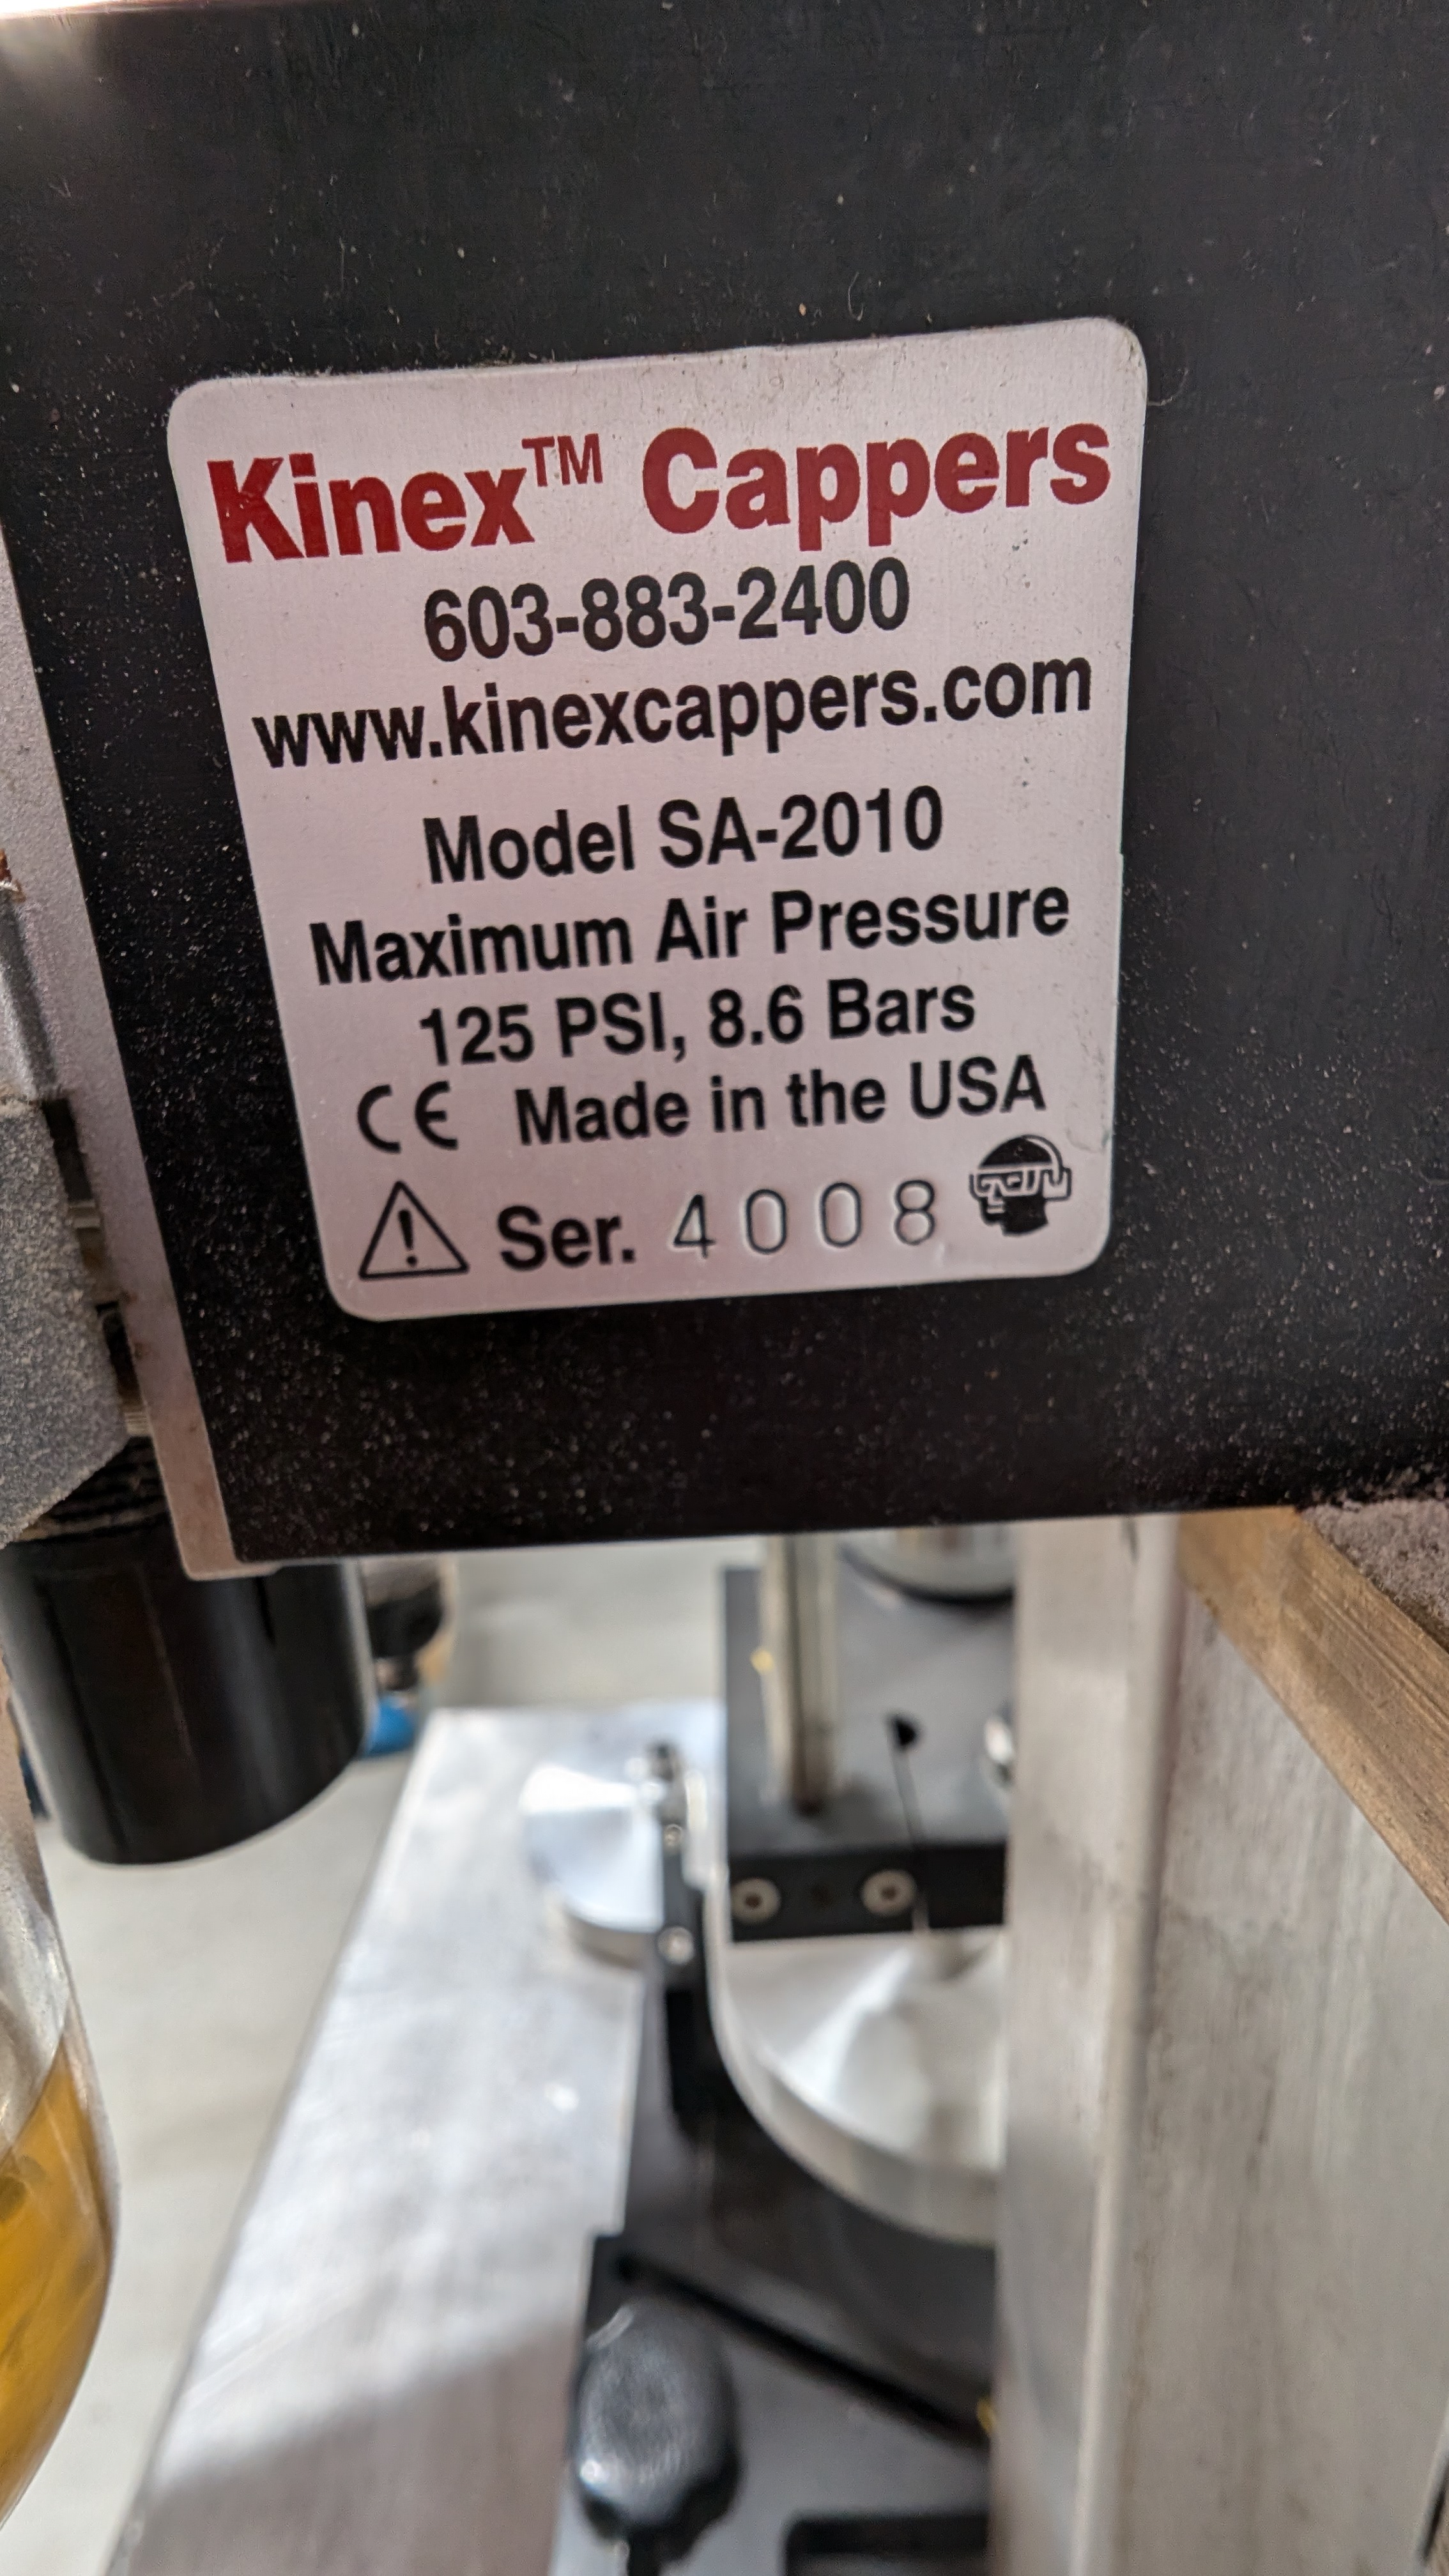 Kinex™ Cappers
603-883-2400
www.kinexcappers.com
Model SA-2010
Maximum Air Pressure
125 PSI, 8.6 Bars
CE Made in the USA
Ser. 4008